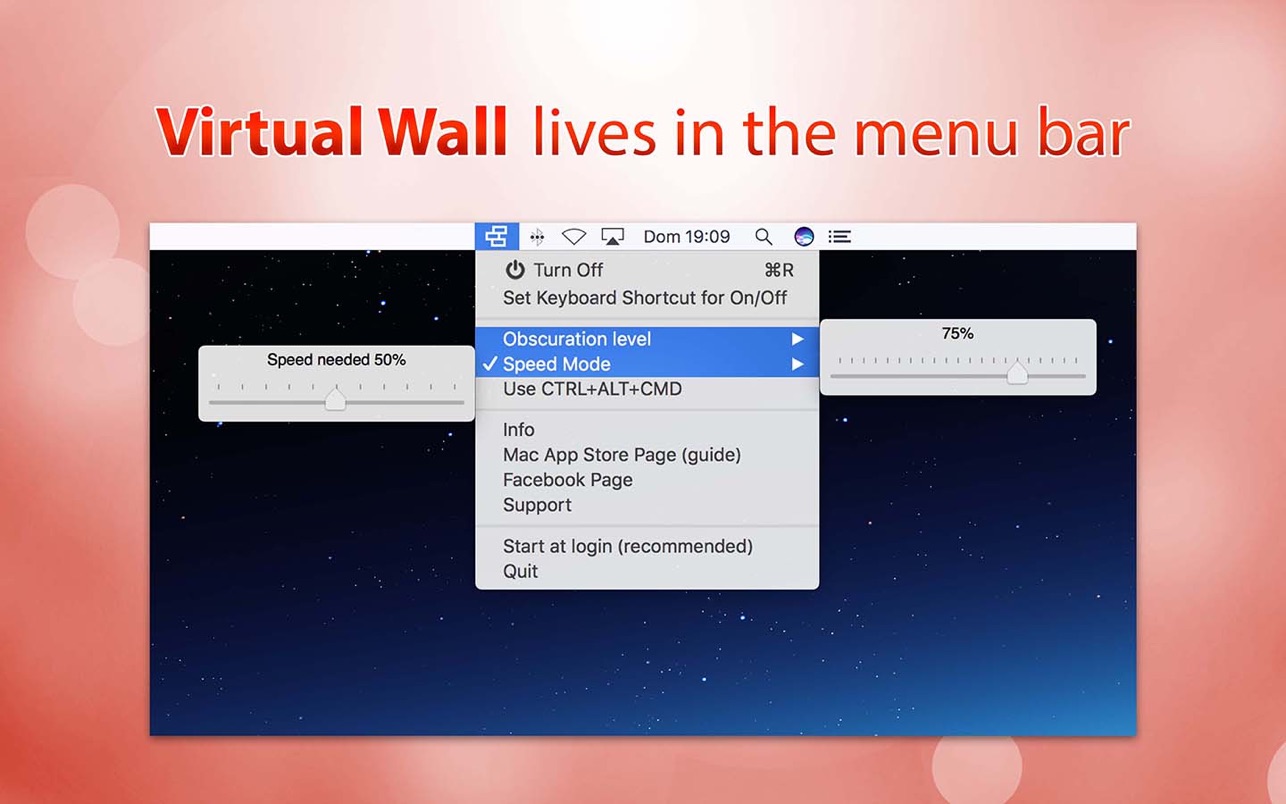 Virtual Wall lives in the menu bar
Dom 19:09
Turn Off ⌘R
Set Keyboard Shortcut for On/Off
Obscuration level
✓ Speed Mode
Use CTRL+ALT+CMD
Info
Mac App Store Page (guide)
Facebook Page
Support
Start at login (recommended)
Quit
Speed needed 50%
75%